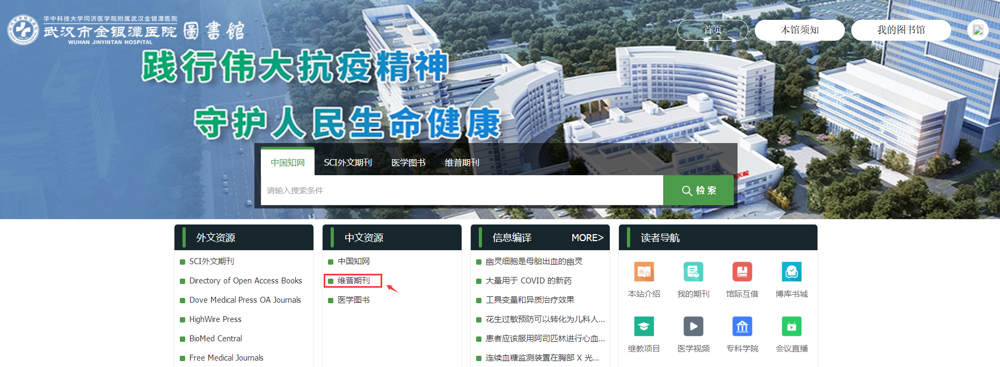 华中科技大学同济医学院附属武汉金银潭医院
武汉市金银潭医院 圖書館
WUHAN JINYINTAN HOSPITAL
首页
本馆须知
我的图书馆
践行伟大抗疫精神
守护人民生命健康
中国知网
SCI外文期刊
医学图书
维普期刊
请输入搜索条件
检 索
外文资源
SCI外文期刊
Directory of Open Access Books
Dove Medical Press OA Journals
HighWire Press
BioMed Central
Free Medical Journals
中文资源
中国知网
维普期刊
医学图书
信息编译 MORE>
幽灵细胞是母胎出血的幽灵
大量用于 COVID 的新药
工具变量和异质治疗效果
花生过敏预防可以转化为儿科人...
患者应该服用阿司匹林进行心血...
连续血糖监测装置在胸部 X 光...
读者导航
本站介绍
我的期刊
馆际互借
博库书城
继教项目
医学视频
专科学院
会议直播